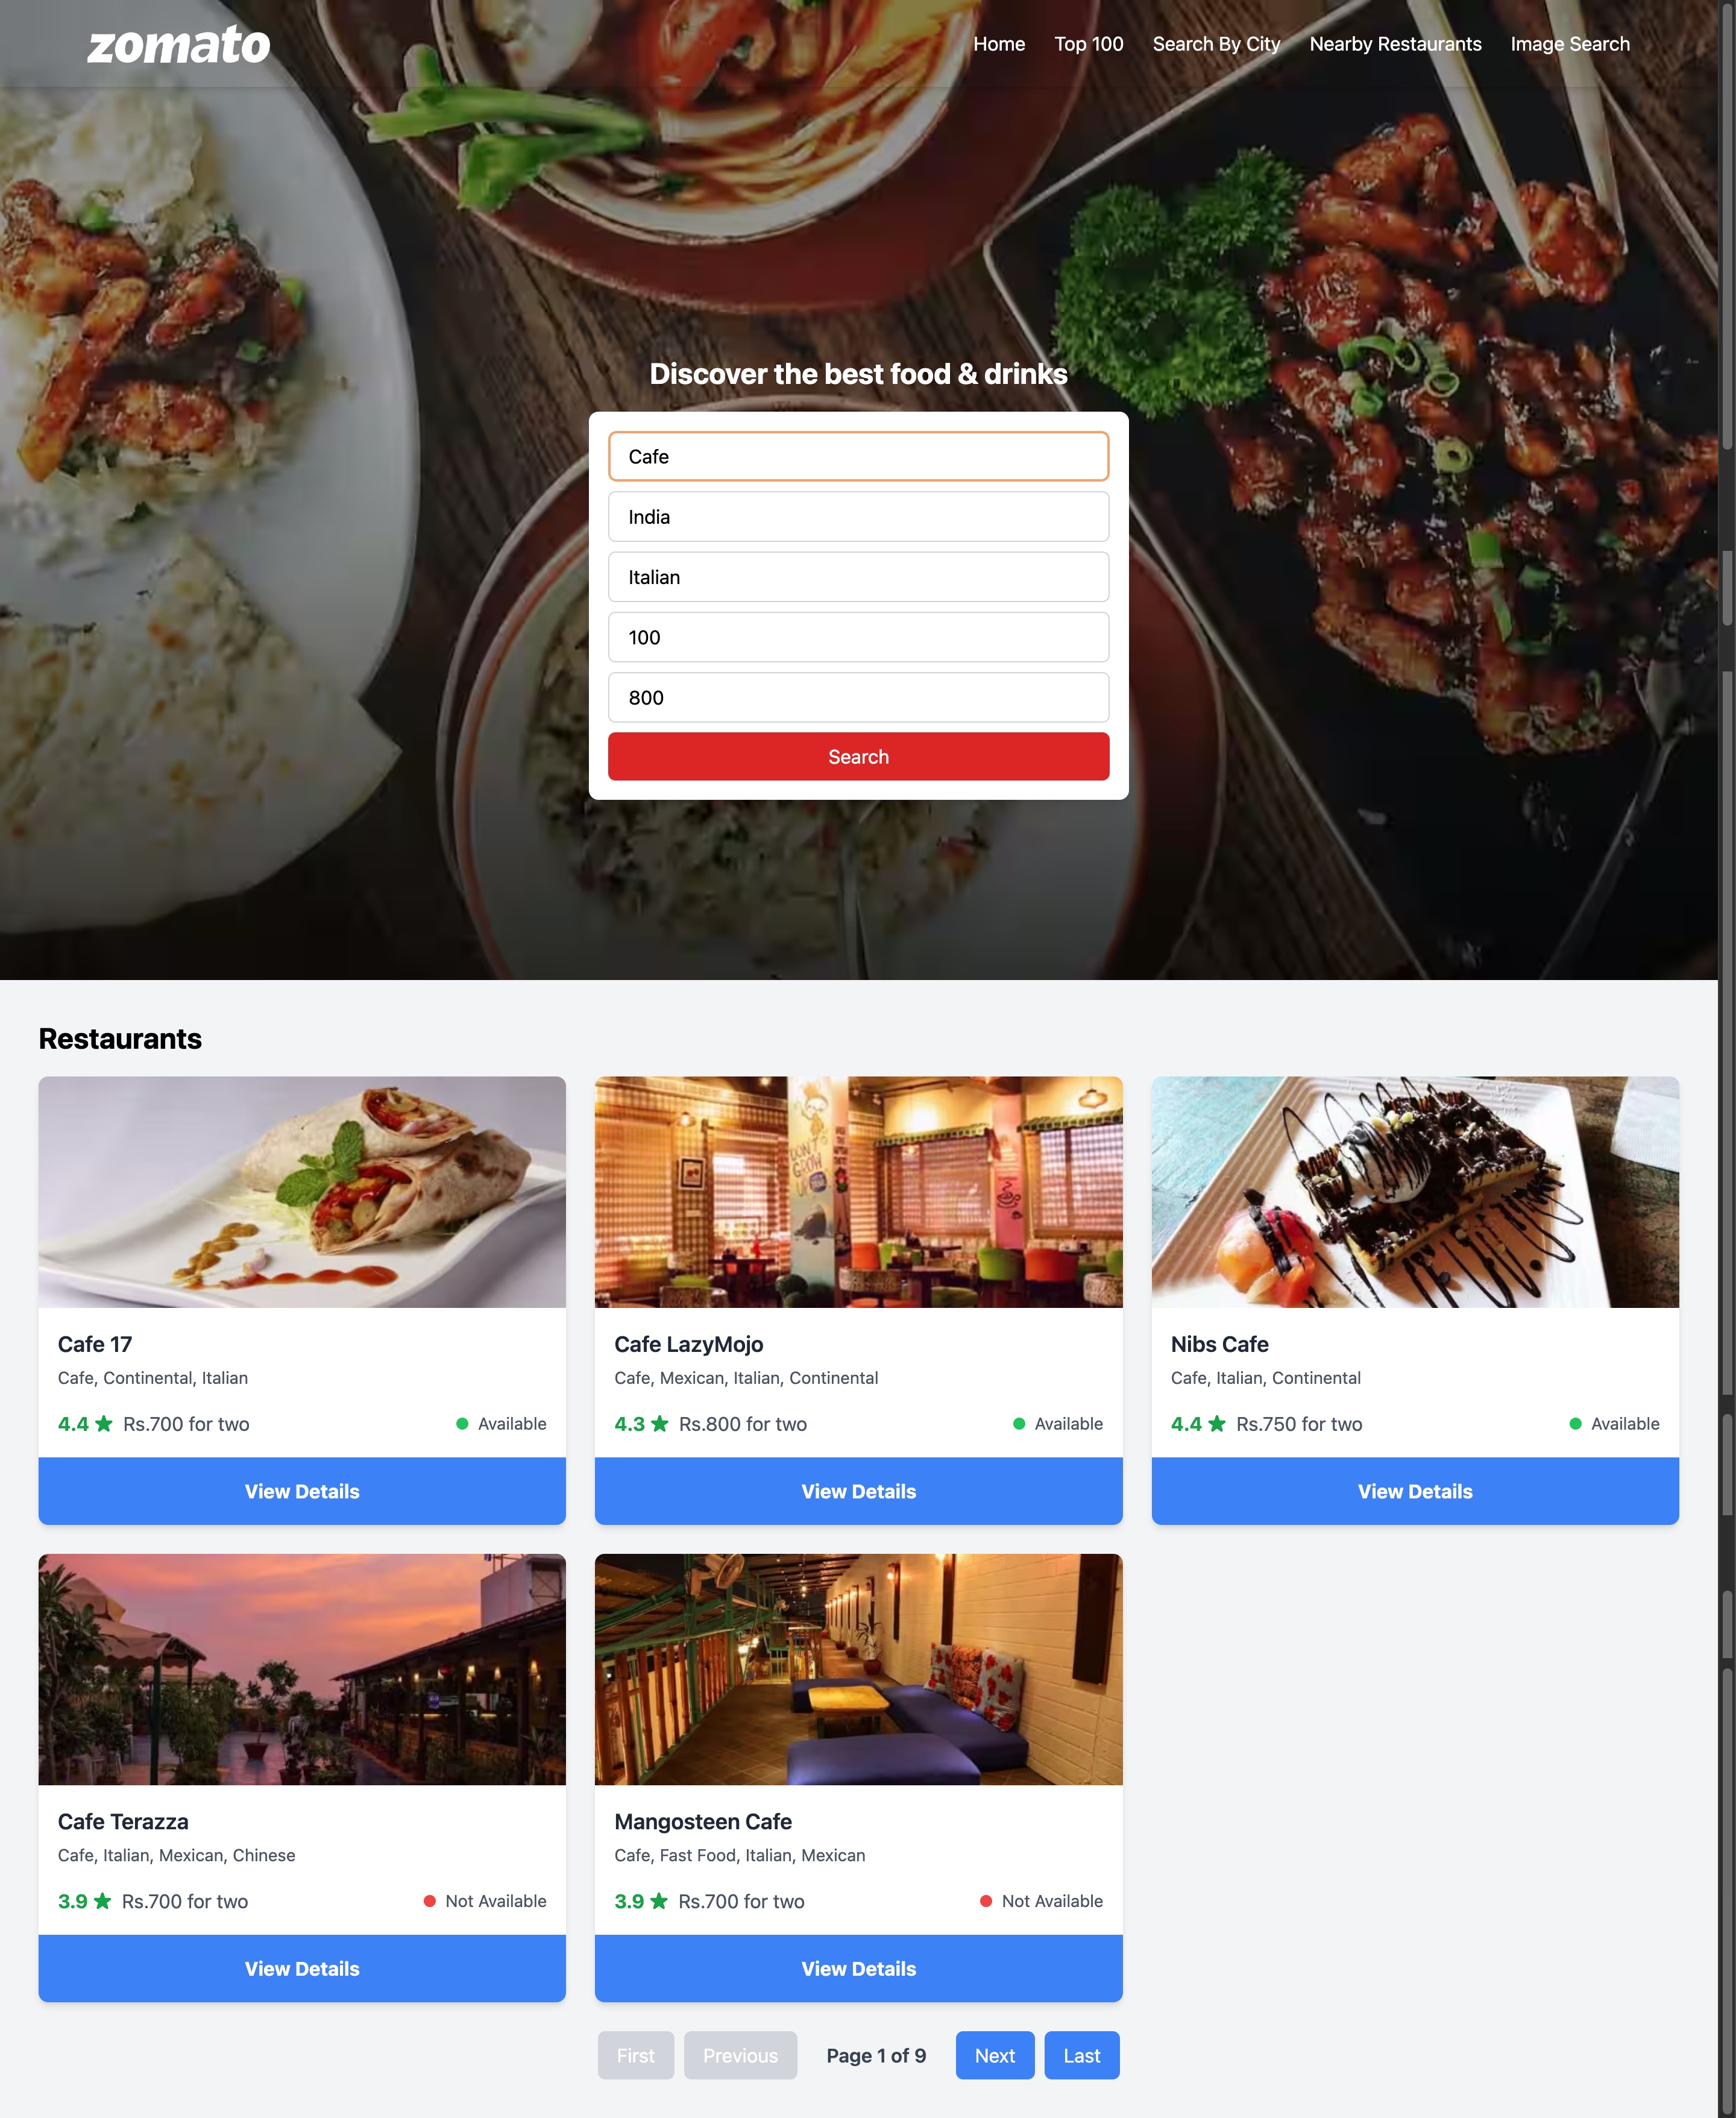 zomato
Home Top 100 Search By City Nearby Restaurants Image Search
Discover the best food & drinks
Cafe
India
Italian
100
800
Search
Restaurants
Cafe 17
Cafe, Continental, Italian
4.4 ★ Rs.700 for two Available
View Details
Cafe LazyMojo
Cafe, Mexican, Italian, Continental
4.3 ★ Rs.800 for two Available
View Details
Nibs Cafe
Cafe, Italian, Continental
4.4 ★ Rs.750 for two Available
View Details
Cafe Terazza
Cafe, Italian, Mexican, Chinese
3.9 ★ Rs.700 for two Not Available
View Details
Mangosteen Cafe
Cafe, Fast Food, Italian, Mexican
3.9 ★ Rs.700 for two Not Available
View Details
First Previous Page 1 of 9 Next Last